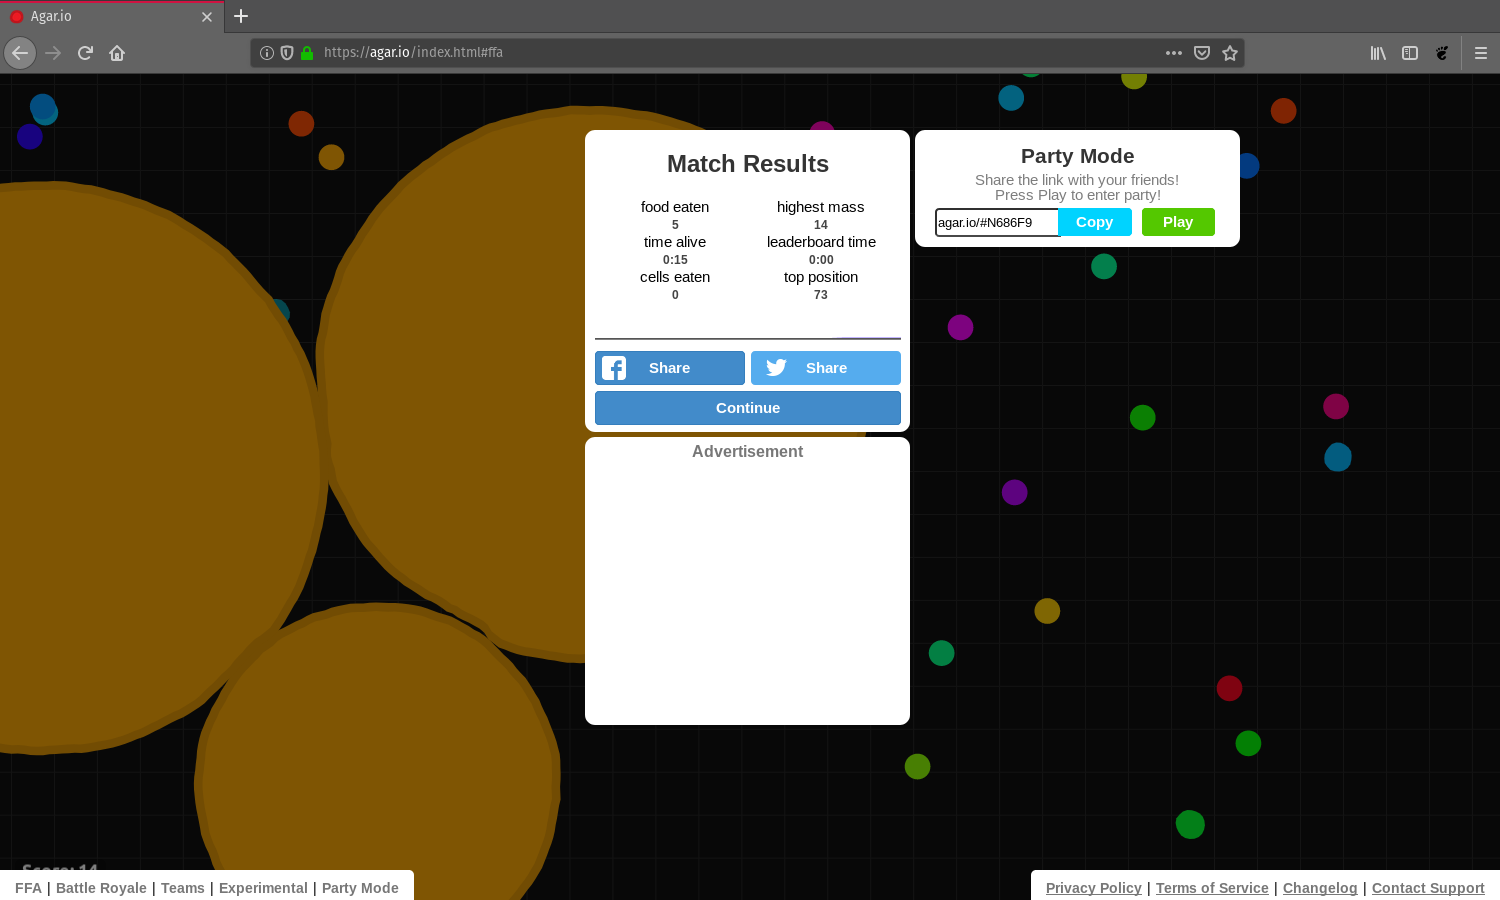 Agar.io
https://agar.io/index.html#ffa
Match Results
food eaten
5
highest mass
14
time alive
0:15
leaderboard time
0:00
cells eaten
0
top position
73
Share
Share
Continue
Advertisement
Party Mode
Share the link with your friends!
Press Play to enter party!
agar.io/#N686F9 Copy Play
Score: 14
FFA | Battle Royale | Teams | Experimental | Party Mode
Privacy Policy | Terms of Service | Changelog | Contact Support